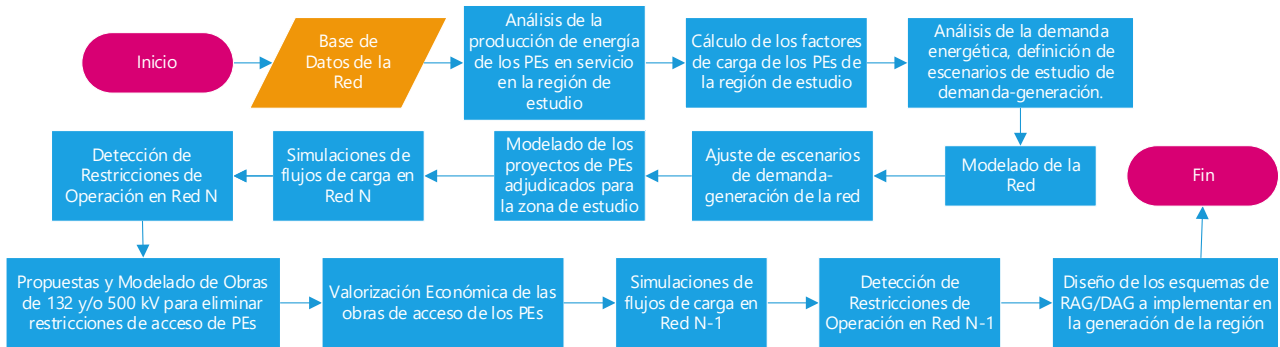 Inicio
Base de
Datos de la
Red
Análisis de la
producción de energía
de los PEs en servicio
en la región de
estudio
Cálculo de los factores
de carga de los PEs de
la región de estudio
Análisis de la demanda
energética, definición de
escenarios de estudio de
demanda-generación.
Modelado de la
Red
Ajuste de escenarios
de demanda-
generación de la red
Modelado de los
proyectos de PEs
adjudicados para
la zona de estudio
Simulaciones de
flujos de carga en
Red N
Detección de
Restricciones de
Operación en Red N
Propuestas y Modelado de Obras
de 132 y/o 500 kV para eliminar
restricciones de acceso de PEs
Valorización Económica de las
obras de acceso de los PEs
Simulaciones de
flujos de carga en
Red N-1
Detección de
Restricciones de
Operación en Red N-1
Diseño de los esquemas de
RAG/DAG a implementar en
la generación de la región
Fin